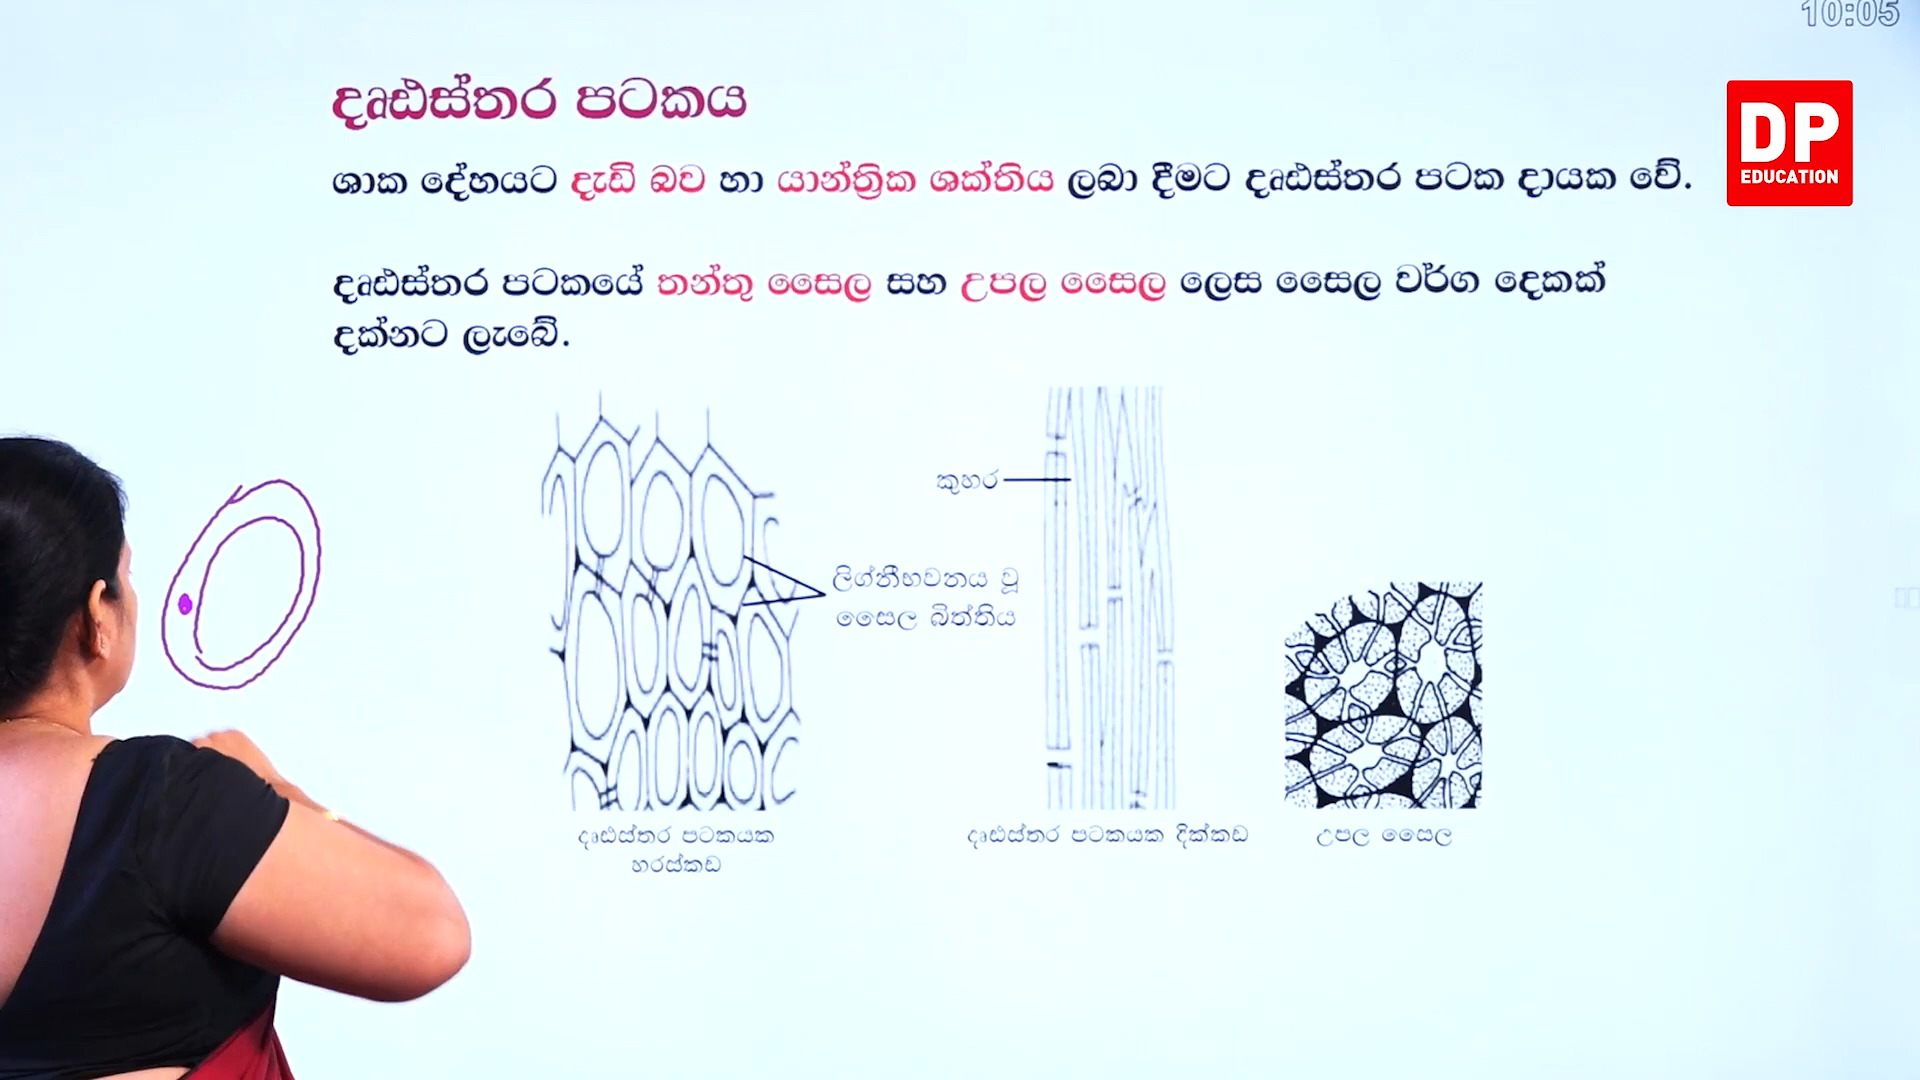 10:05
දෘඪස්තර පටකය
DP
EDUCATION
ශාක දේහයට දැඩි බව හා යාන්ත්‍රික ශක්තිය ලබා දීමට දෘඪස්තර පටක දායක වේ.
දෘඪස්තර පටකයේ තන්තු සෛල සහ උපල සෛල ලෙස සෛල වර්ග දෙකක්
දක්නට ලැබේ.
කුහර
ලිග්නීභවනය වූ
සෛල බිත්තිය
දෘඪස්තර පටකයක
හරස්කඩ
දෘඪස්තර පටකයක දික්කඩ
උපල සෛල